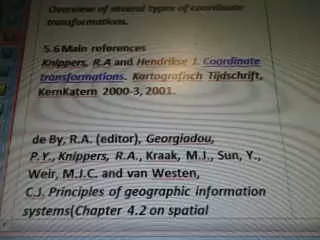 Overview of several types of coordinate
transformations.
5.6 Main references
Knippers, R.A and Hendrikse J. Coordinate
transformations. Kartografisch Tijdschrift,
KernKatern 2000-3, 2001.
de By, R.A. (editor), Georgiadou,
P.Y., Knippers, R.A., Kraak, M.J., Sun, Y.,
Weir, M.J.C. and van Westen,
C.J. Principles of geographic information
systems(Chapter 4.2 on spatial